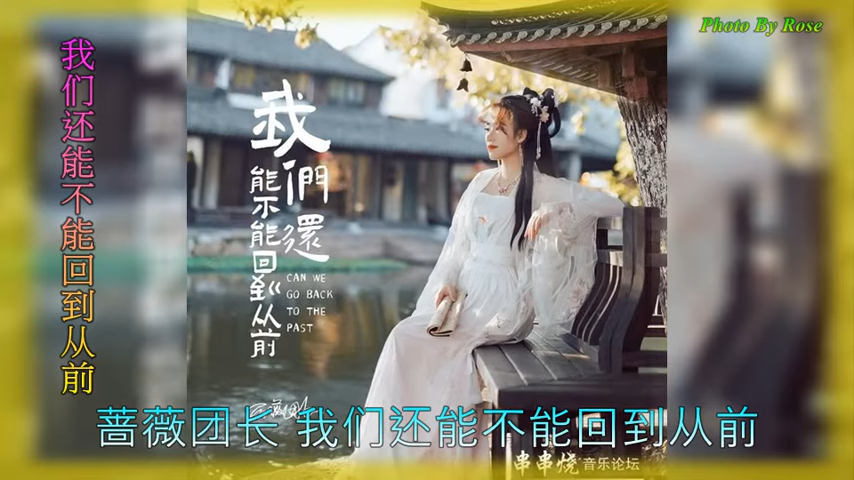 Photo By Rose
我们还能不能回到从前
我們還
能不能回到从前
CAN WE
GO BACK
TO THE
PAST
蔷薇团长 我们还能不能回到从前
串串烧 音乐论坛